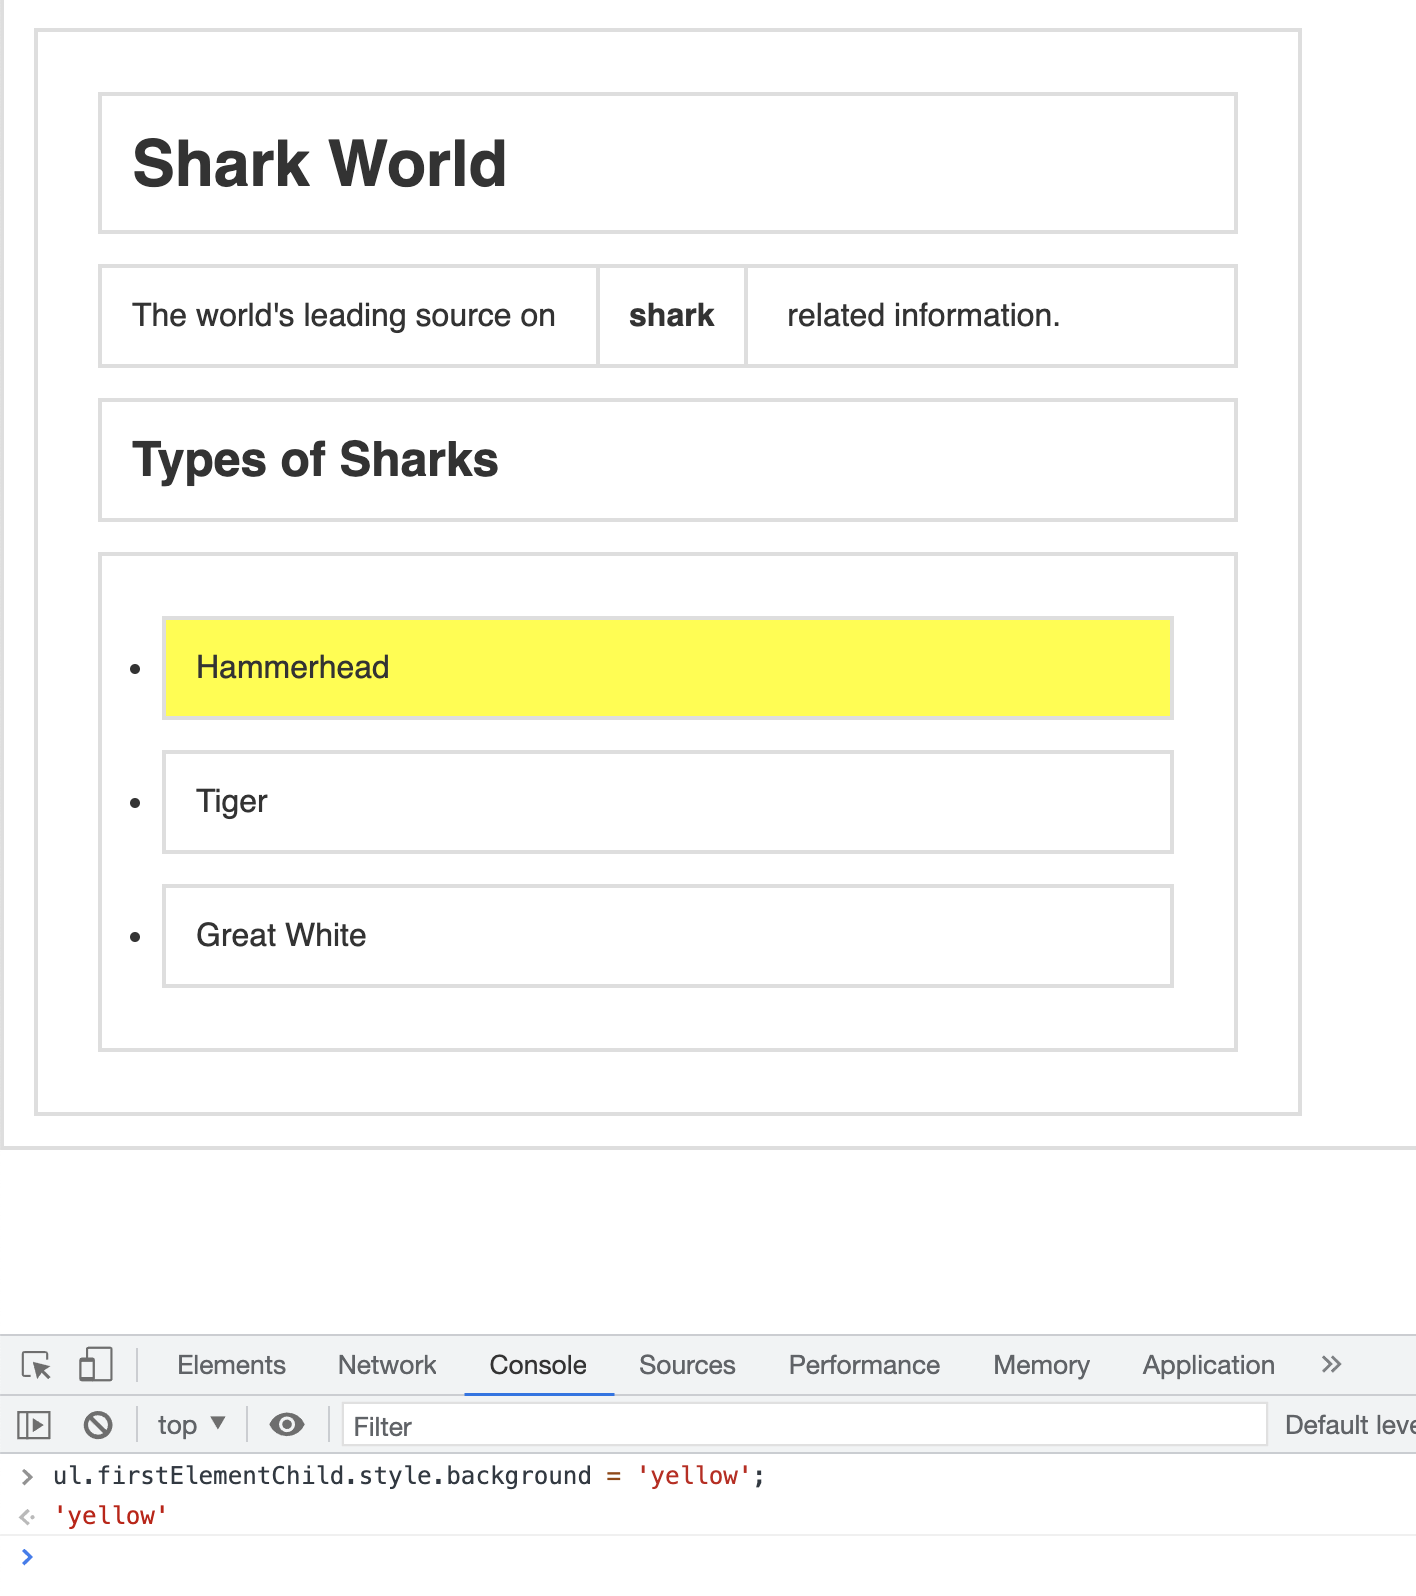 Shark World
The world's leading source on shark related information.
Types of Sharks
• Hammerhead
• Tiger
• Great White
Elements Network Console Sources Performance Memory Application »
top ▼ Filter Default leve
> ul.firstElementChild.style.background = 'yellow';
<· 'yellow'
>